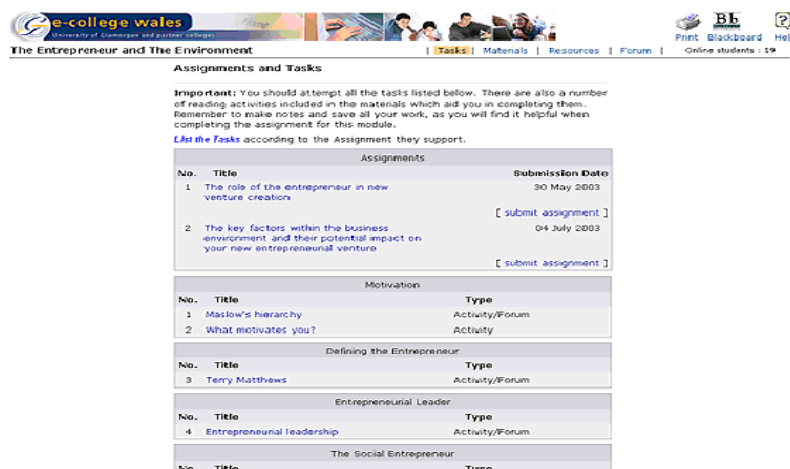 e-college wales
University of Glamorgan and partner colleges
Print Blackboard Hel
The Entrepreneur and The Environment
| Tasks | Materials | Resources | Forum | Online students : 19
Assignments and Tasks
Important: You should attempt all the tasks listed below. There are also a number
of reading activities included in the materials which aid you in completing them.
Remember to make notes and save all your work, as you will find it helpful when
completing the assignment for this module.
List the Tasks according to the Assignment they support.
Assignments
No. Title Submission Date
1 The role of the entrepreneur in new 30 May 2003
venture creation
[ submit assignment ]
2 The key factors within the business 04 July 2003
environment and their potential impact on
your new entrepreneurial venture
[ submit assignment ]
Motivation
No. Title Type
1 Maslow's hierarchy Activity/Forum
2 What motivates you? Activity
Defining the Entrepreneur
No. Title Type
3 Terry Matthews Activity/Forum
Entrepreneurial Leader
No. Title Type
4 Entrepreneurial leadership Activity/Forum
The Social Entrepreneur
No. Title Type